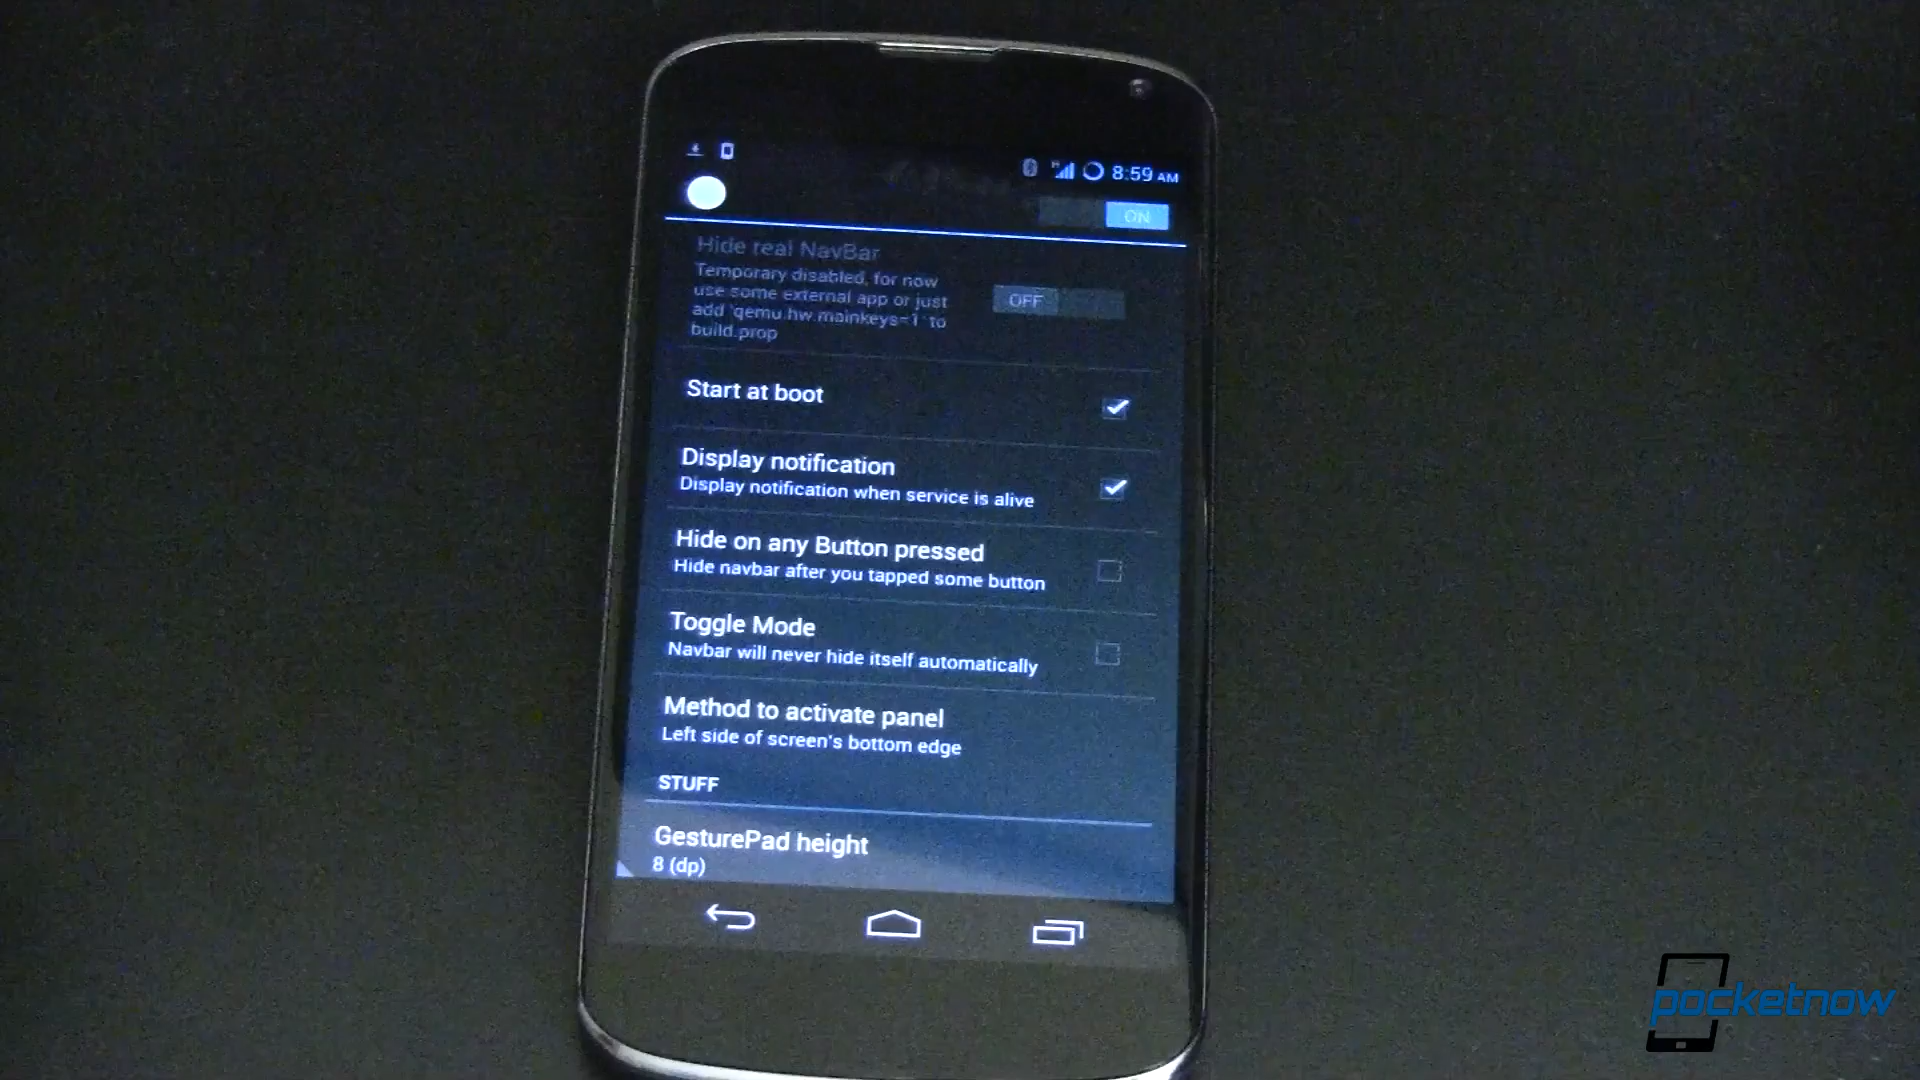 8:59 AM
ON
Hide real NavBar
Temporary disabled, for now
use some external app or just
add 'qemu.hw.mainkeys=1' to
build.prop
OFF
Start at boot
Display notification
Display notification when service is alive
Hide on any Button pressed
Hide navbar after you tapped some button
Toggle Mode
Navbar will never hide itself automatically
Method to activate panel
Left side of screen's bottom edge
STUFF
GesturePad height
8 (dp)
pocketnow